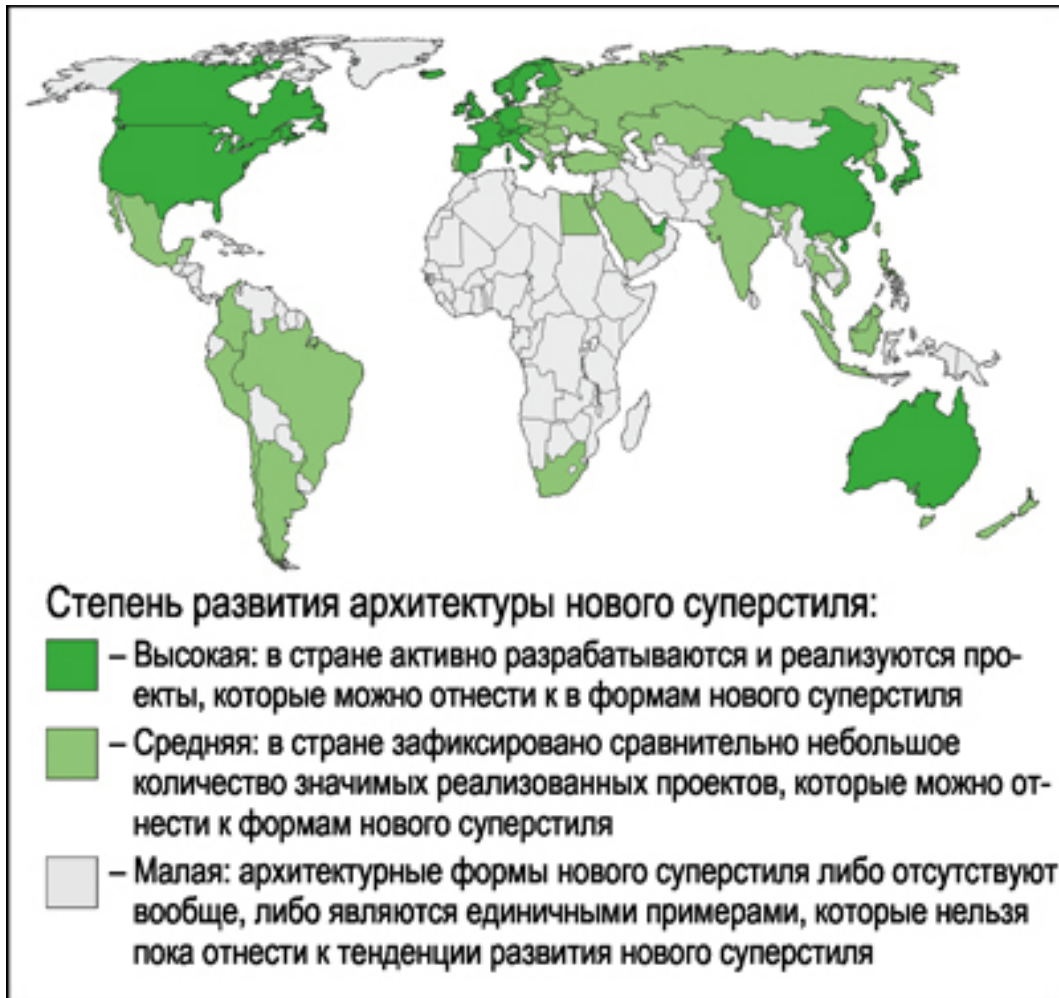 Степень развития архитектуры нового суперстиля:
– Высокая: в стране активно разрабатываются и реализуются про-
екты, которые можно отнести к в формам нового суперстиля
– Средняя: в стране зафиксировано сравнительно небольшое
количество значимых реализованных проектов, которые можно от-
нести к формам нового суперстиля
– Малая: архитектурные формы нового суперстиля либо отсутствуют
вообще, либо являются единичными примерами, которые нельзя
пока отнести к тенденции развития нового суперстиля